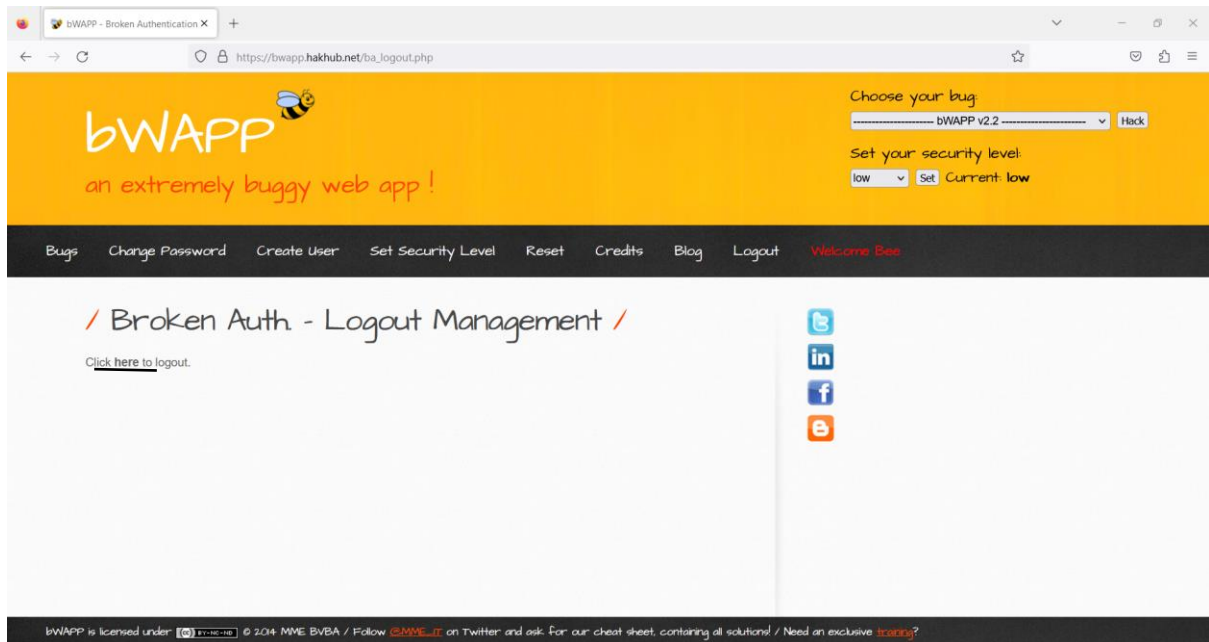 bWAPP - Broken Authentication
https://bwapp.hakhub.net/ba_logout.php
bWAPP
an extremely buggy web app !
Choose your bug:
---------------------- bWAPP v2.2 ---------------------- Hack
Set your security level:
low Set Current: low
Bugs Change Password Create User Set Security Level Reset Credits Blog Logout Welcome Bee
/ Broken Auth. - Logout Management /
Click here to logout.
bWAPP is licensed under (cc) BY-NC-ND © 2014 MME BVBA / Follow @MME_IT on Twitter and ask for our cheat sheet, containing all solutions! / Need an exclusive training?